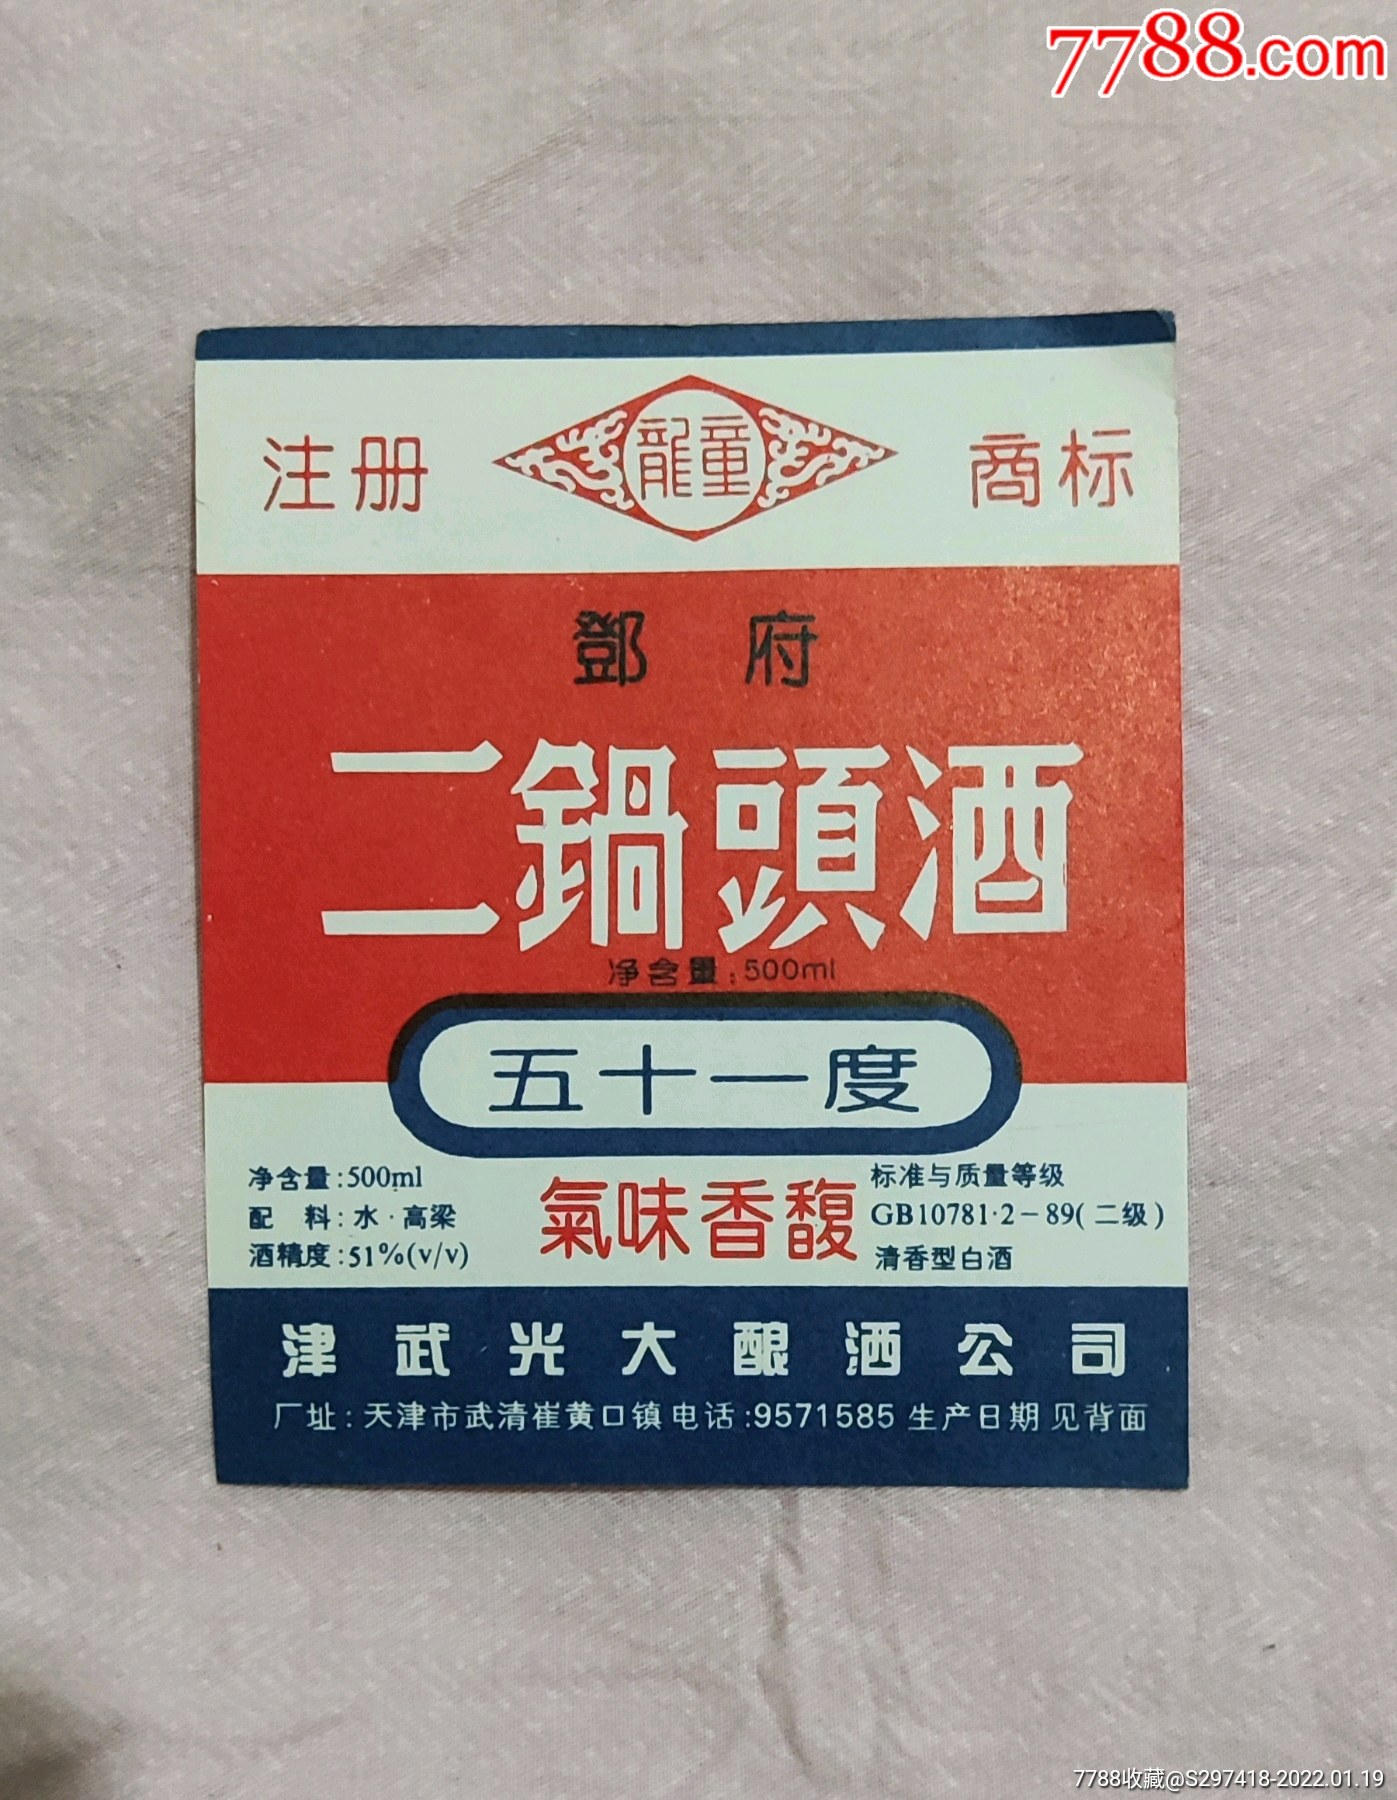 7788.com
注册 龍童 商标
鄧府
二鍋頭酒
净含量:500ml
五十一度
净含量:500ml
配 料:水·高梁
酒精度:51%(v/v)
氣味香馥
标准与质量等级
GB10781·2-89(二级)
清香型白酒
津武光大酿酒公司
厂址:天津市武清崔黄口镇 电话:9571585 生产日期见背面
7788收藏@S297418-2022.01.19